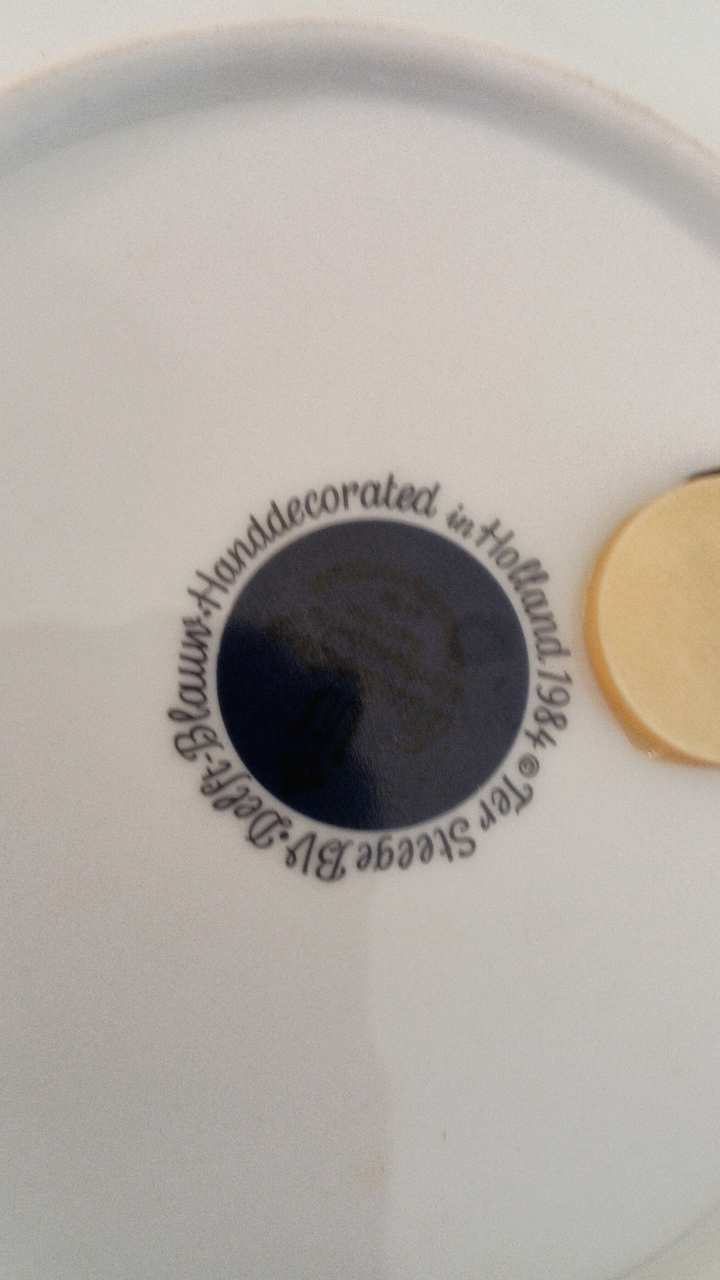 Delft-Blauw.Handdecorated in Holland 1984 © Ter Steege BV.